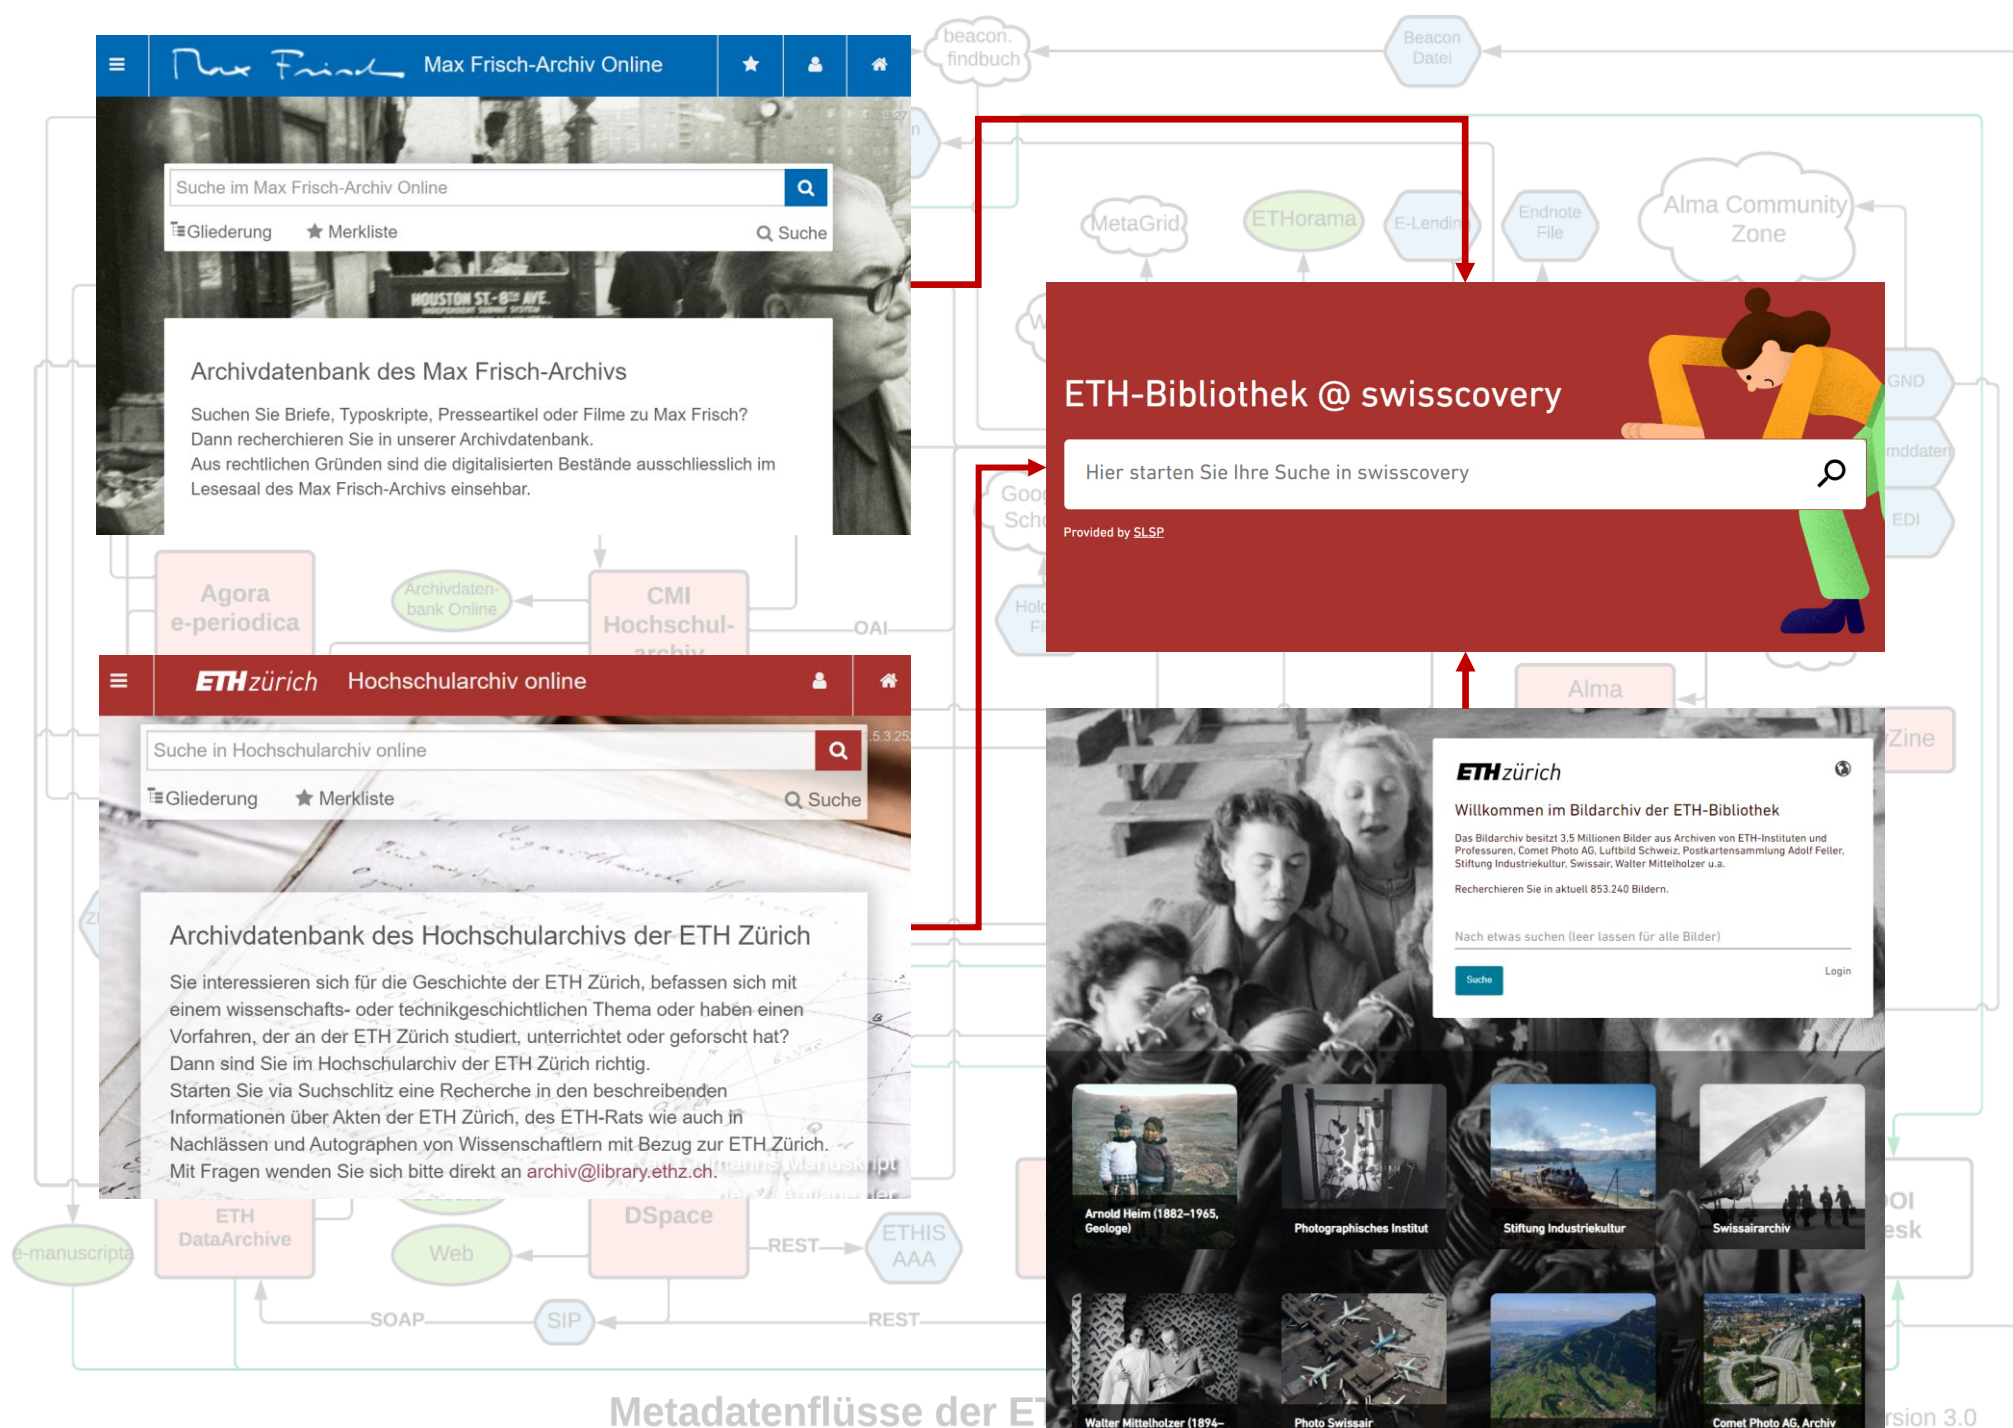 Max Frisch
Max Frisch-Archiv Online
Suche im Max Frisch-Archiv Online
Gliederung
Merkliste
Suche
HOUSTON ST.-8TH AVE.
Archivdatenbank des Max Frisch-Archivs
Suchen Sie Briefe, Typoskripte, Presseartikel oder Filme zu Max Frisch?
Dann recherchieren Sie in unserer Archivdatenbank.
Aus rechtlichen Gründen sind die digitalisierten Bestände ausschliesslich im
Lesesaal des Max Frisch-Archivs einsehbar.
beacon.
findbuch
Beacon
Datei
MetaGrid
ETHorama
E-Lending
Endnote
File
Alma Community
Zone
ETH-Bibliothek @ swisscovery
Hier starten Sie Ihre Suche in swisscovery
Provided by SLSP
GND
EDI
Agora
e-periodica
Archivdaten-
bank Online
CMI
Hochschul-
archiv
OAI
Alma
ETH zürich
Hochschularchiv online
Suche in Hochschularchiv online
Gliederung
Merkliste
Suche
Archivdatenbank des Hochschularchivs der ETH Zürich
Sie interessieren sich für die Geschichte der ETH Zürich, befassen sich mit
einem wissenschafts- oder technikgeschichtlichen Thema oder haben einen
Vorfahren, der an der ETH Zürich studiert, unterrichtet oder geforscht hat?
Dann sind Sie im Hochschularchiv der ETH Zürich richtig.
Starten Sie via Suchschlitz eine Recherche in den beschreibenden
Informationen über Akten der ETH Zürich, des ETH-Rats wie auch in
Nachlässen und Autographen von Wissenschaftlern mit Bezug zur ETH Zürich.
Mit Fragen wenden Sie sich bitte direkt an archiv@library.ethz.ch.
ETH zürich
Willkommen im Bildarchiv der ETH-Bibliothek
Das Bildarchiv besitzt 3,5 Millionen Bilder aus Archiven von ETH-Instituten und
Professuren, Comet Photo AG, Luftbild Schweiz, Postkartensammlung Adolf Feller,
Stiftung Industriekultur, Swissair, Walter Mittelholzer u.a.
Recherchieren Sie in aktuell 853.240 Bildern.
Nach etwas suchen (leer lassen für alle Bilder)
Suche
Login
Arnold Heim (1882–1965,
Geologe)
Photographisches Institut
Stiftung Industriekultur
Swissairarchiv
Walter Mittelholzer (1894–
Photo Swissair
Comet Photo AG, Archiv
e-manuscripta
ETH
DataArchive
Web
DSpace
REST
ETHIS
AAA
SOAP
SIP
REST
Metadatenflüsse der